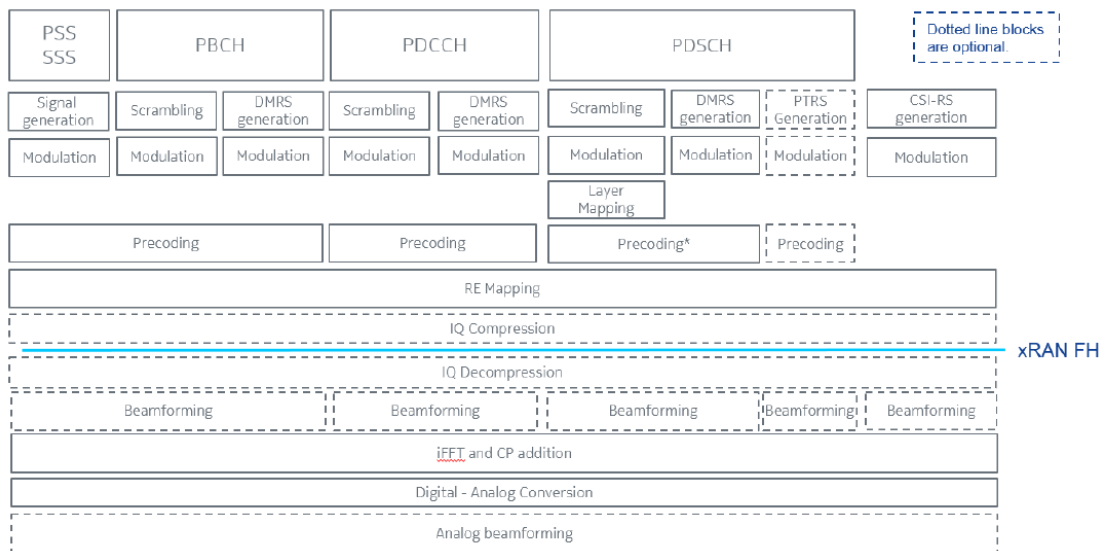 PSS
SSS
PBCH
PDCCH
PDSCH
Dotted line blocks
are optional.
Signal
generation
Scrambling
DMRS
generation
Scrambling
DMRS
generation
Scrambling
DMRS
generation
PTRS
Generation
CSI-RS
generation
Modulation
Modulation
Modulation
Modulation
Modulation
Modulation
Modulation
Modulation
Modulation
Layer
Mapping
Precoding
Precoding
Precoding*
Precoding
RE Mapping
IQ Compression
xRAN FH
IQ Decompression
Beamforming
Beamforming
Beamforming
Beamforming
Beamforming
iFFT and CP addition
Digital - Analog Conversion
Analog beamforming